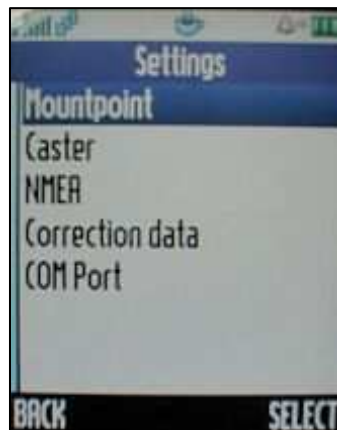 Settings
Mountpoint
Caster
NMEA
Correction data
COM Port
BACK SELECT